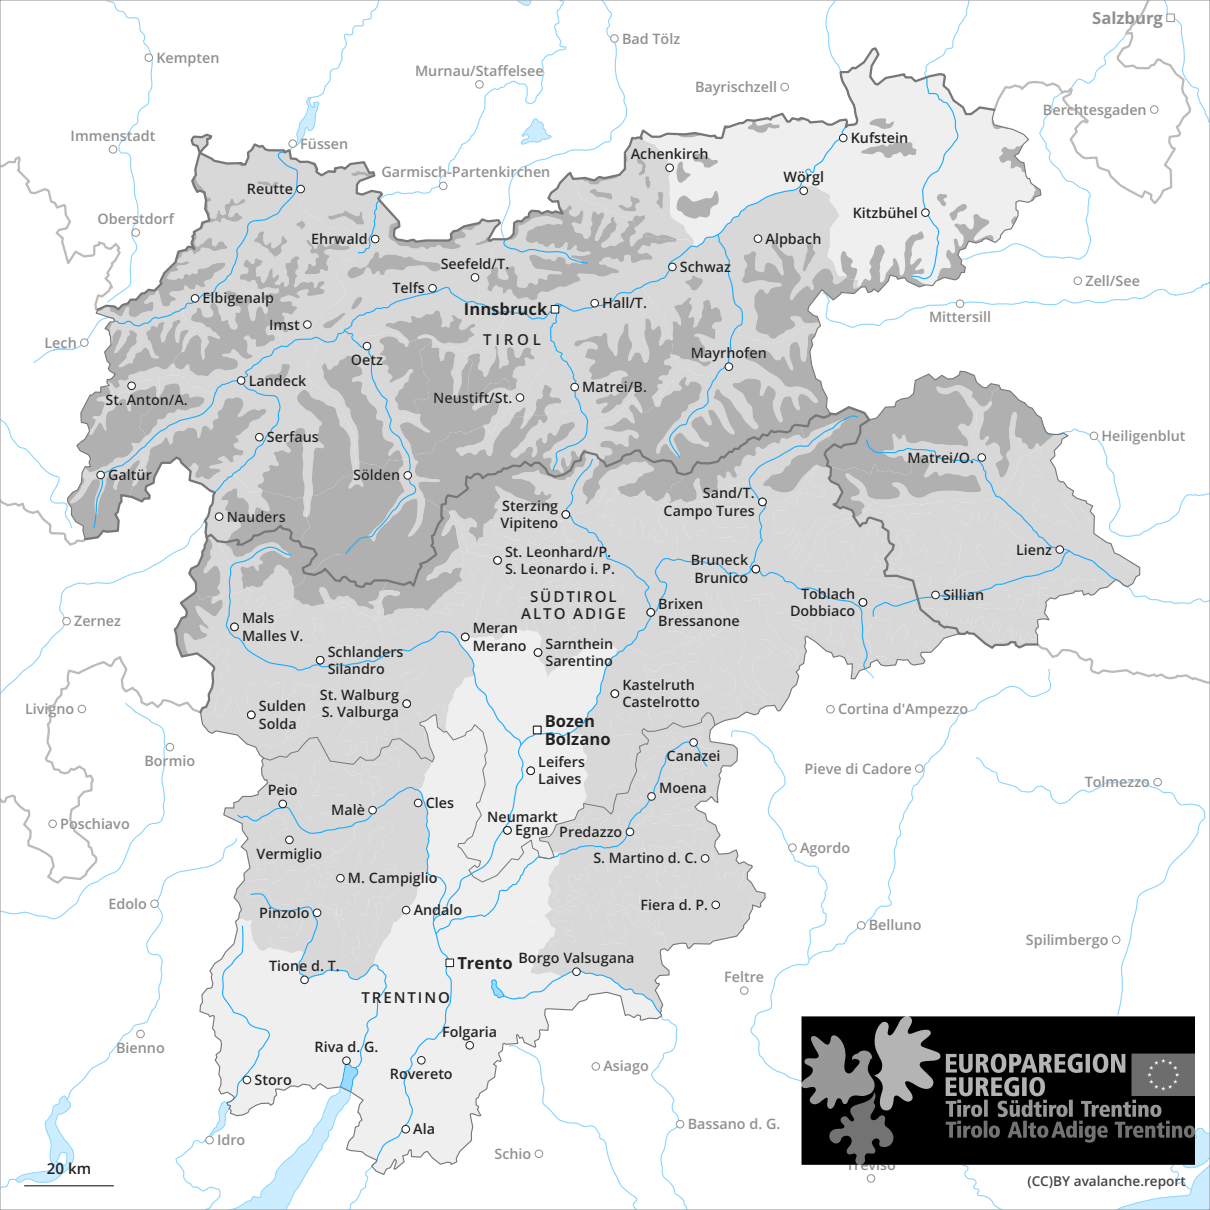 Salzburg
Bad Tölz
Kempten
Murnau/Staffelsee
Bayrischzell
Berchtesgaden
Immenstadt
Füssen
Kufstein
Achenkirch
Garmisch-Partenkirchen
Wörgl
Reutte
Oberstdorf
Kitzbühel
Ehrwald
Alpbach
Seefeld/T.
Schwaz
Zell/See
Telfs
Elbigenalp
Hall/T.
Innsbruck
Mittersill
Imst
TIROL
Lech
Oetz
Mayrhofen
Landeck
Matrei/B.
St. Anton/A.
Neustift/St.
Serfaus
Heiligenblut
Matrei/O.
Galtür
Sölden
Sand/T.
Campo Tures
Sterzing
Vipiteno
Nauders
St. Leonhard/P.
S. Leonardo i. P.
Lienz
Bruneck
Brunico
SÜDTIROL
ALTO ADIGE
Toblach
Dobbiaco
Sillian
Brixen
Bressanone
Zernez
Mals
Malles V.
Meran
Merano
Sarnthein
Sarentino
Schlanders
Silandro
Kastelruth
Castelrotto
St. Walburg
S. Valburga
Livigno
Sulden
Solda
Cortina d'Ampezzo
Bozen
Bolzano
Bormio
Canazei
Leifers
Laives
Pieve di Cadore
Tolmezzo
Peio
Moena
Malè
Cles
Neumarkt
Egna
Poschiavo
Predazzo
Vermiglio
Agordo
S. Martino d. C.
M. Campiglio
Edolo
Pinzolo
Andalo
Fiera d. P.
Belluno
Spilimbergo
Tione d. T.
Trento
Borgo Valsugana
Feltre
TRENTINO
Folgaria
Bienno
Riva d. G.
Rovereto
Asiago
Storo
EUROPAREGION
EUREGIO
Tirol Südtirol Trentino
Tirolo Alto Adige Trentino
Ala
Bassano d. G.
Idro
Schio
Treviso
20 km
(CC)BY avalanche.report